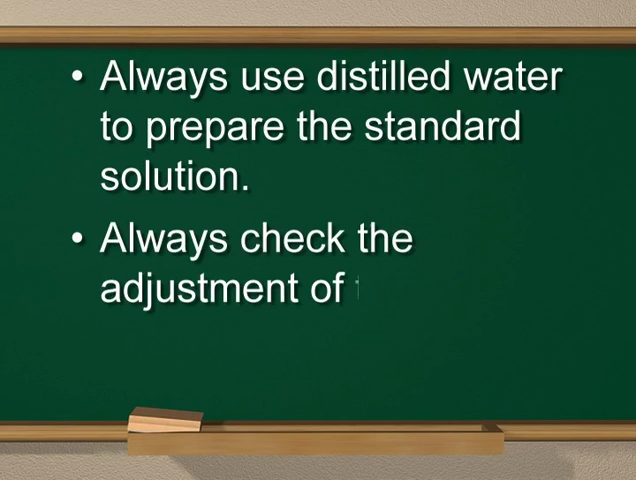 • Always use distilled water
to prepare the standard
solution.
• Always check the
adjustment of